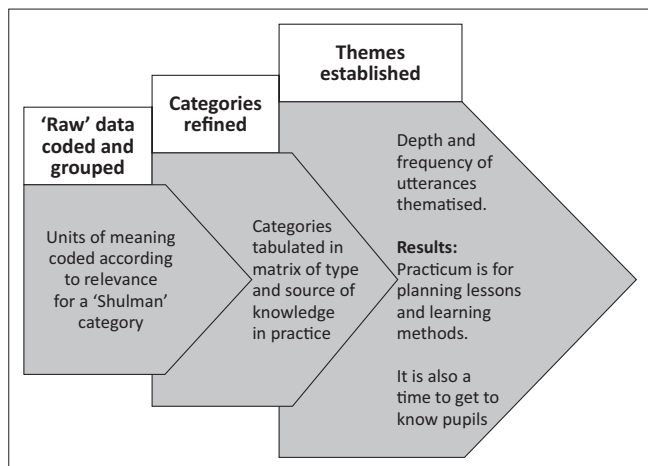 'Raw' data
coded and
grouped
Units of meaning
coded according
to relevance
for a 'Shulman'
category
Categories
refined
Categories
tabulated in
matrix of type
and source of
knowledge
in practice
Themes
established
Depth and
frequency of
utterances
thematised.
Results:
Practicum is for
planning lessons
and learning
methods.
It is also a
time to get to
know pupils